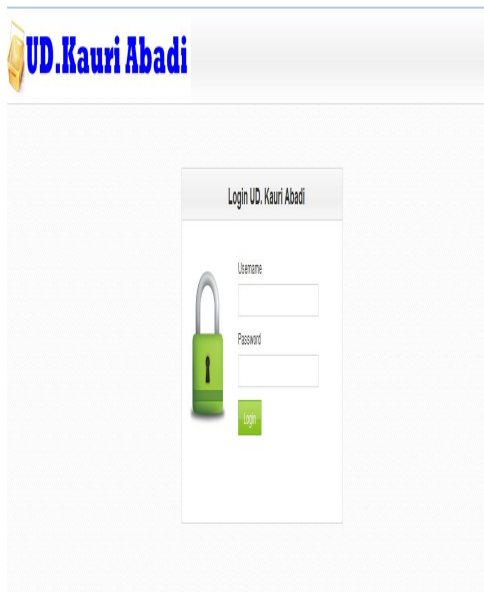 UD.Kauri Abadi
Login UD. Kauri Abadi
Username
Password
Login